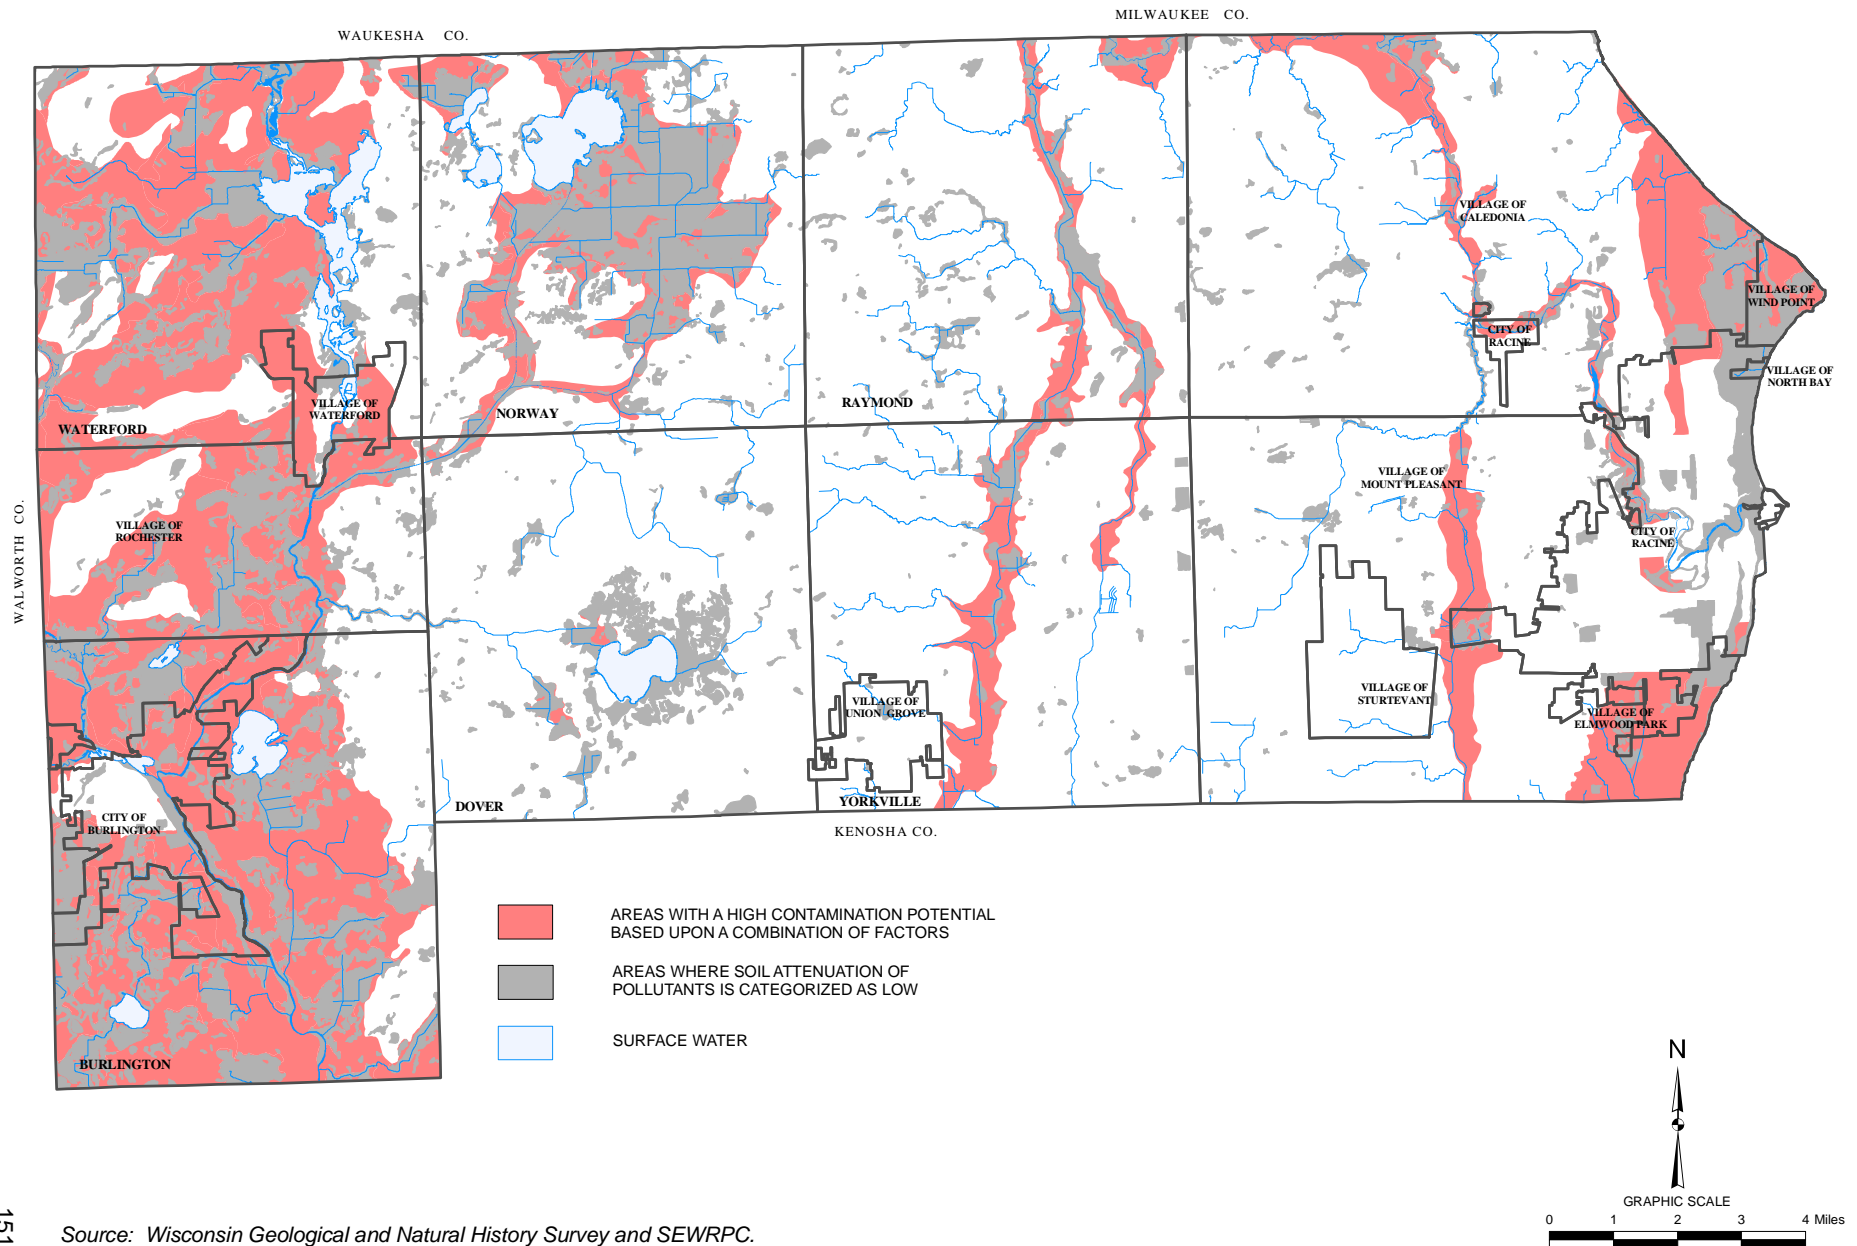 MILWAUKEE CO.
WAUKESHA CO.
VILLAGE OF
CALEDONIA
VILLAGE OF
WIND POINT
CITY OF
RACINE
VILLAGE OF
NORTH BAY
VILLAGE OF
WATERFORD
WATERFORD
NORWAY
RAYMOND
WALWORTH CO.
VILLAGE OF
ROCHESTER
VILLAGE OF
MOUNT PLEASANT
CITY OF
RACINE
VILLAGE OF
UNION GROVE
VILLAGE OF
STURTEVANT
VILLAGE OF
ELMWOOD PARK
CITY OF
BURLINGTON
DOVER
YORKVILLE
KENOSHA CO.
BURLINGTON
AREAS WITH A HIGH CONTAMINATION POTENTIAL
BASED UPON A COMBINATION OF FACTORS
AREAS WHERE SOIL ATTENUATION OF
POLLUTANTS IS CATEGORIZED AS LOW
SURFACE WATER
N
GRAPHIC SCALE
0 1 2 3 4 Miles
151
Source: Wisconsin Geological and Natural History Survey and SEWRPC.